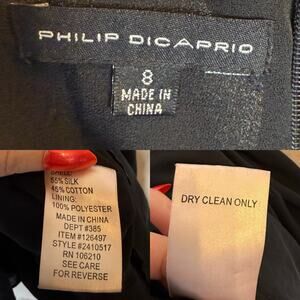 PHILIP DICAPRIO
8
MADE IN
CHINA
SHELL:
55% SILK
45% COTTON
LINING:
100% POLYESTER
MADE IN CHINA
DEPT #385
ITEM #126497
STYLE #2410517
RN 106210
SEE CARE
FOR REVERSE
DRY CLEAN ONLY